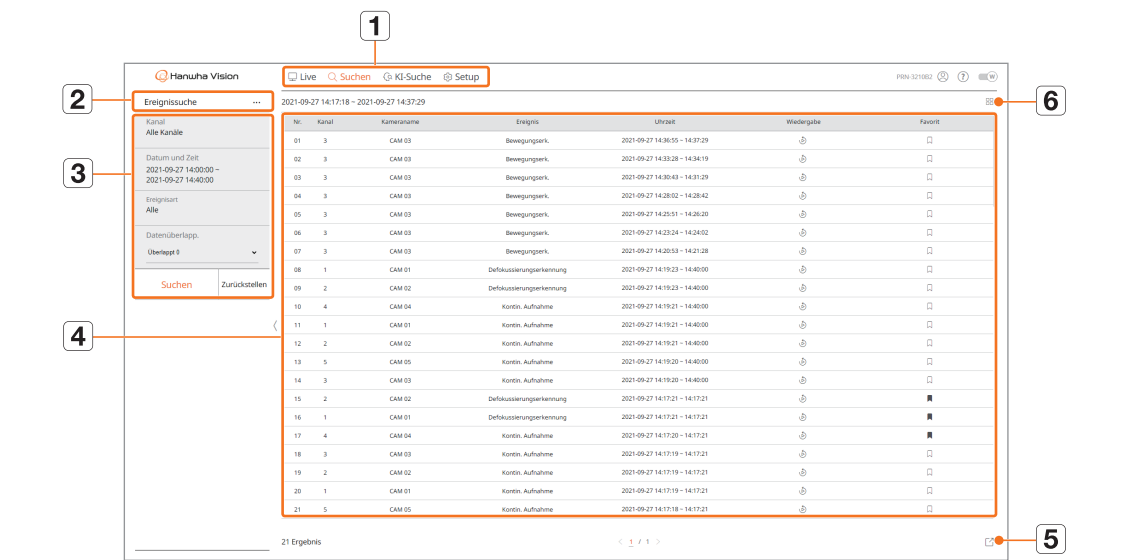 1
Hanwha Vision
Live Suchen KI-Suche Setup
PRN-3210B2 ? W
2
Ereignissuche ...
2021-09-27 14:17:18 ~ 2021-09-27 14:37:29
6
3
Kanal
Alle Kanäle
Datum und Zeit
2021-09-27 14:00:00 ~
2021-09-27 14:40:00
Ereignisart
Alle
Datenüberlapp.
Überlappt 0
Suchen Zurückstellen
4
Nr. Kanal Kameraname Ereignis Uhrzeit Wiedergabe Favorit
01 3 CAM 03 Bewegungserk. 2021-09-27 14:36:55 ~ 14:37:29
02 3 CAM 03 Bewegungserk. 2021-09-27 14:33:28 ~ 14:34:19
03 3 CAM 03 Bewegungserk. 2021-09-27 14:30:43 ~ 14:31:29
04 3 CAM 03 Bewegungserk. 2021-09-27 14:28:02 ~ 14:28:42
05 3 CAM 03 Bewegungserk. 2021-09-27 14:25:51 ~ 14:26:20
06 3 CAM 03 Bewegungserk. 2021-09-27 14:23:24 ~ 14:24:02
07 3 CAM 03 Bewegungserk. 2021-09-27 14:20:53 ~ 14:21:28
08 1 CAM 01 Defokussierungserkennung 2021-09-27 14:19:23 ~ 14:40:00
09 2 CAM 02 Defokussierungserkennung 2021-09-27 14:19:23 ~ 14:40:00
10 4 CAM 04 Kontin. Aufnahme 2021-09-27 14:19:21 ~ 14:40:00
11 1 CAM 01 Kontin. Aufnahme 2021-09-27 14:19:21 ~ 14:40:00
12 2 CAM 02 Kontin. Aufnahme 2021-09-27 14:19:21 ~ 14:40:00
13 5 CAM 05 Kontin. Aufnahme 2021-09-27 14:19:20 ~ 14:40:00
14 3 CAM 03 Kontin. Aufnahme 2021-09-27 14:19:20 ~ 14:40:00
15 2 CAM 02 Defokussierungserkennung 2021-09-27 14:17:21 ~ 14:17:21
16 1 CAM 01 Defokussierungserkennung 2021-09-27 14:17:21 ~ 14:17:21
17 4 CAM 04 Kontin. Aufnahme 2021-09-27 14:17:20 ~ 14:17:21
18 3 CAM 03 Kontin. Aufnahme 2021-09-27 14:17:19 ~ 14:17:21
19 2 CAM 02 Kontin. Aufnahme 2021-09-27 14:17:19 ~ 14:17:21
20 1 CAM 01 Kontin. Aufnahme 2021-09-27 14:17:19 ~ 14:17:21
21 5 CAM 05 Kontin. Aufnahme 2021-09-27 14:17:18 ~ 14:17:21
21 Ergebnis < 1 / 1 >
5